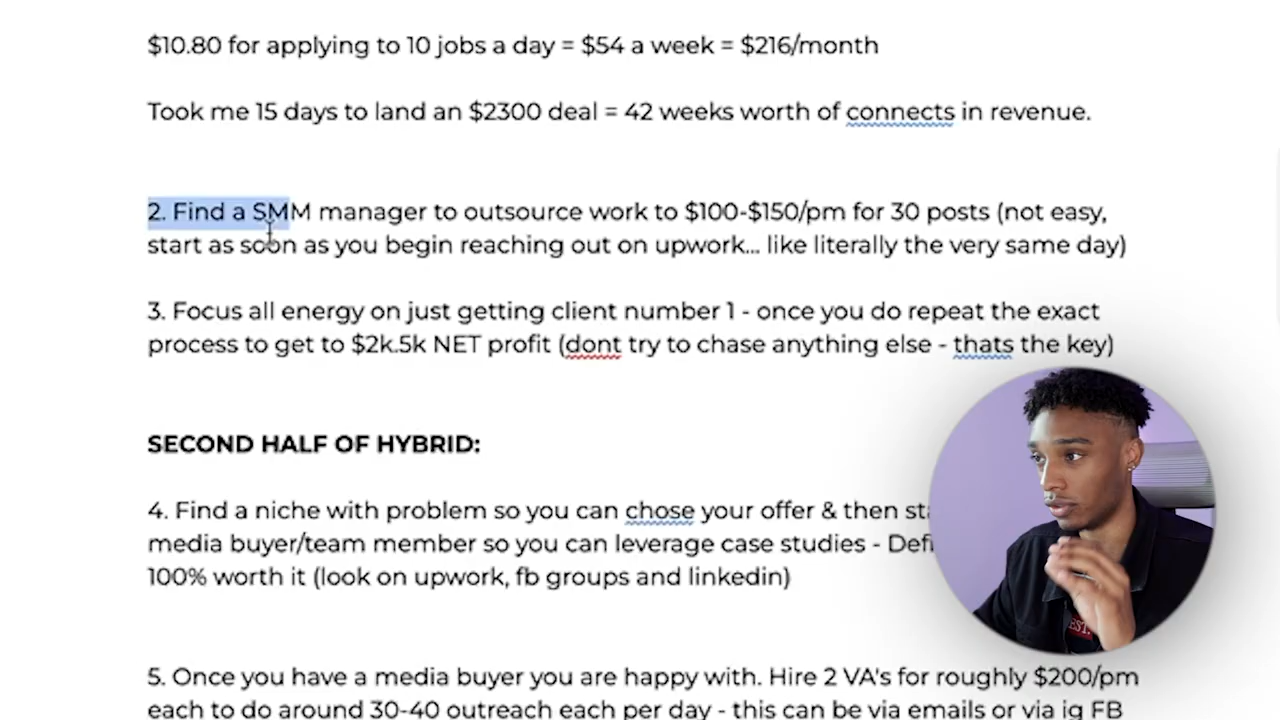 $10.80 for applying to 10 jobs a day = $54 a week = $216/month
Took me 15 days to land an $2300 deal = 42 weeks worth of connects in revenue.
2. Find a SMM manager to outsource work to $100-$150/pm for 30 posts (not easy,
start as soon as you begin reaching out on upwork... like literally the very same day)
3. Focus all energy on just getting client number 1 - once you do repeat the exact
process to get to $2k.5k NET profit (dont try to chase anything else - thats the key)
SECOND HALF OF HYBRID:
4. Find a niche with problem so you can chose your offer & then
media buyer/team member so you can leverage case studies -
100% worth it (look on upwork, fb groups and linkedin)
5. Once you have a media buyer you are happy with. Hire 2 VA's for roughly $200/pm
each to do around 30-40 outreach each per day - this can be via emails or via ig FB
EST.